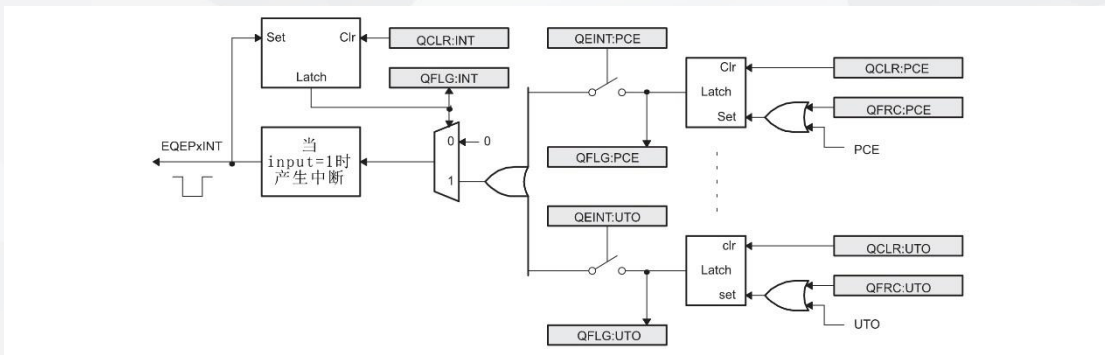 Set
Clr
QCLR:INT
Latch
QFLG:INT
EQEPxINT
当
input=1时
产生中断
0
0
1
QEINT:PCE
Clr
QCLR:PCE
Latch
QFRC:PCE
Set
PCE
QFLG:PCE
QEINT:UTO
clr
QCLR:UTO
Latch
QFRC:UTO
set
UTO
QFLG:UTO